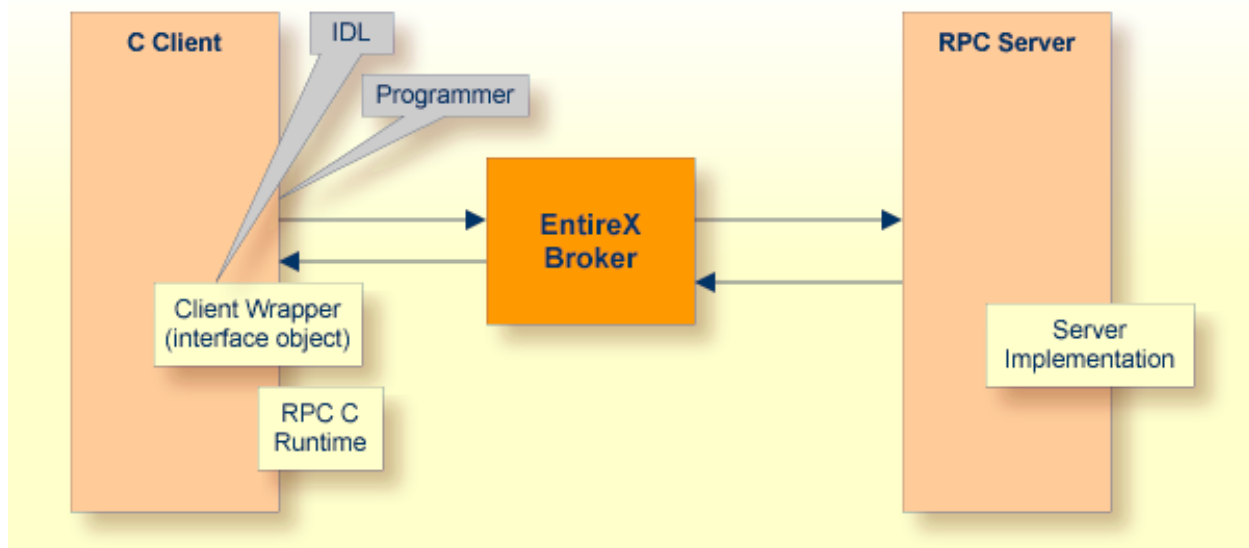 C Client
IDL
RPC Server
Programmer
EntireX
Broker
Client Wrapper
(interface object)
Server
Implementation
RPC C
Runtime